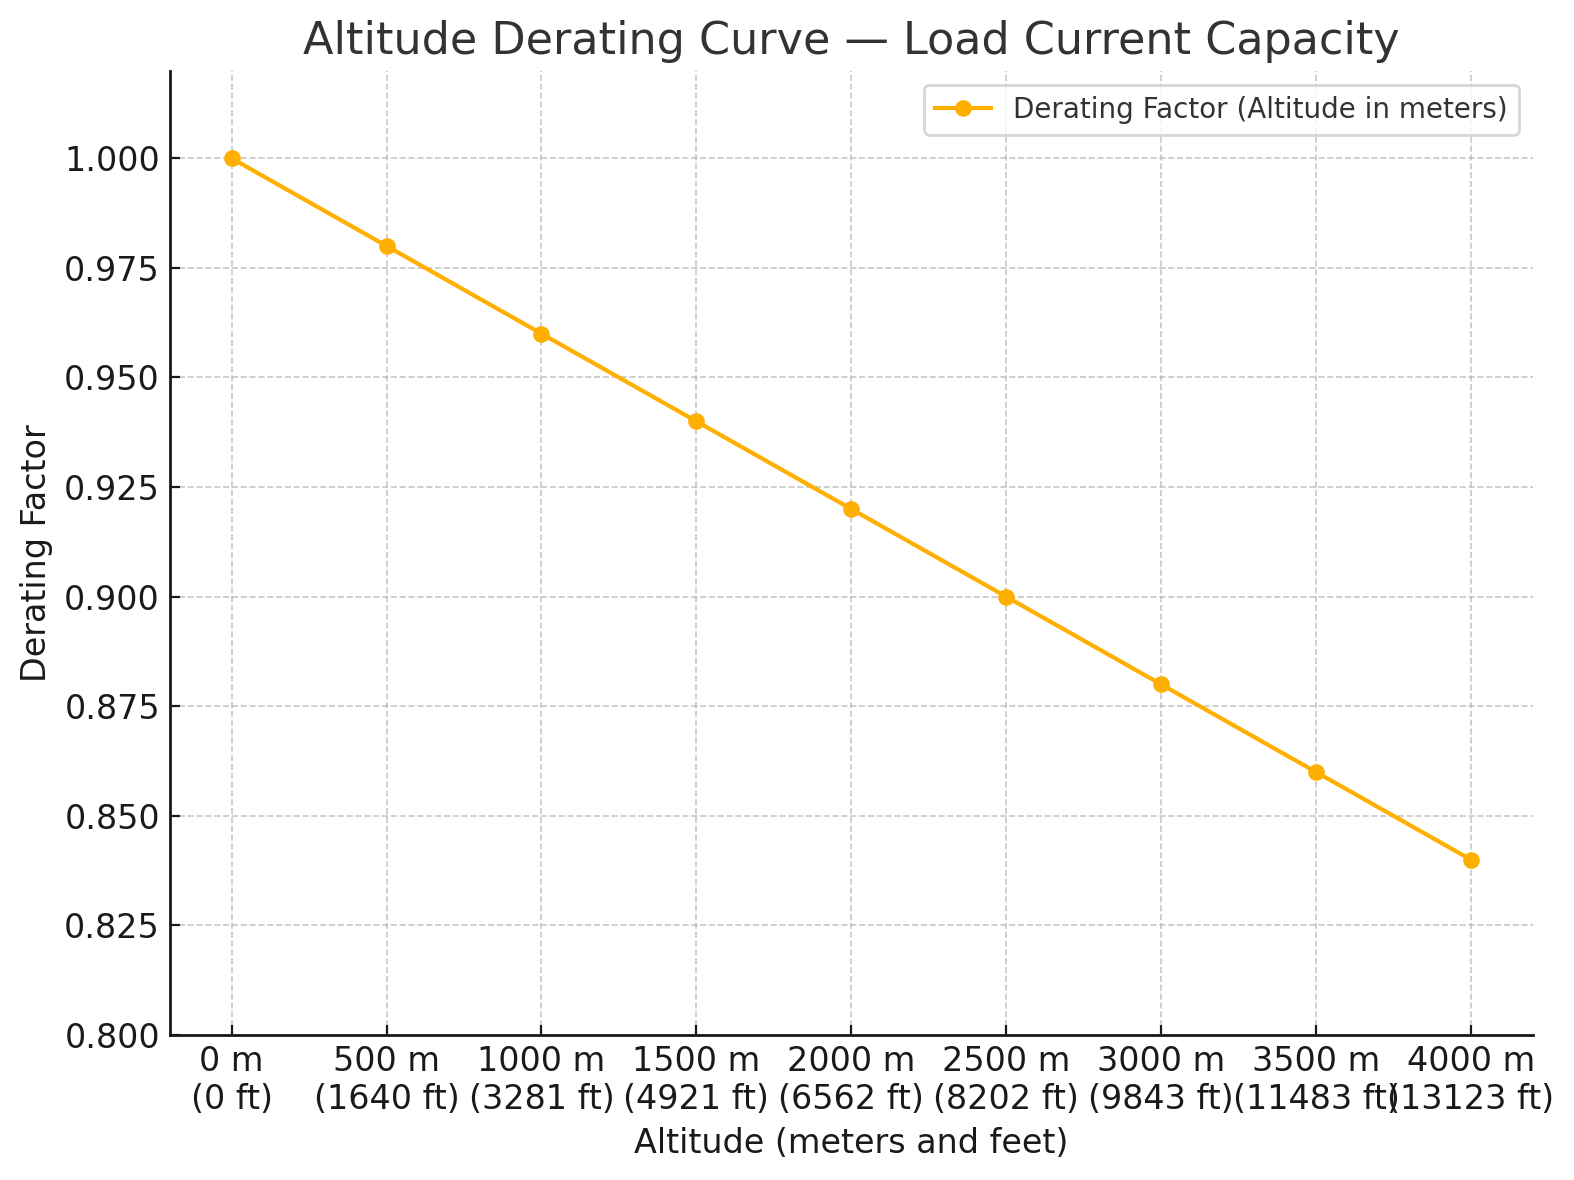 Altitude Derating Curve — Load Current Capacity
Derating Factor (Altitude in meters)
1.000
0.975
0.950
0.925
0.900
0.875
0.850
0.825
0.800
Derating Factor
0 m 500 m 1000 m 1500 m 2000 m 2500 m 3000 m 3500 m 4000 m
(0 ft) (1640 ft) (3281 ft) (4921 ft) (6562 ft) (8202 ft) (9843 ft) (11483 ft) (13123 ft)
Altitude (meters and feet)